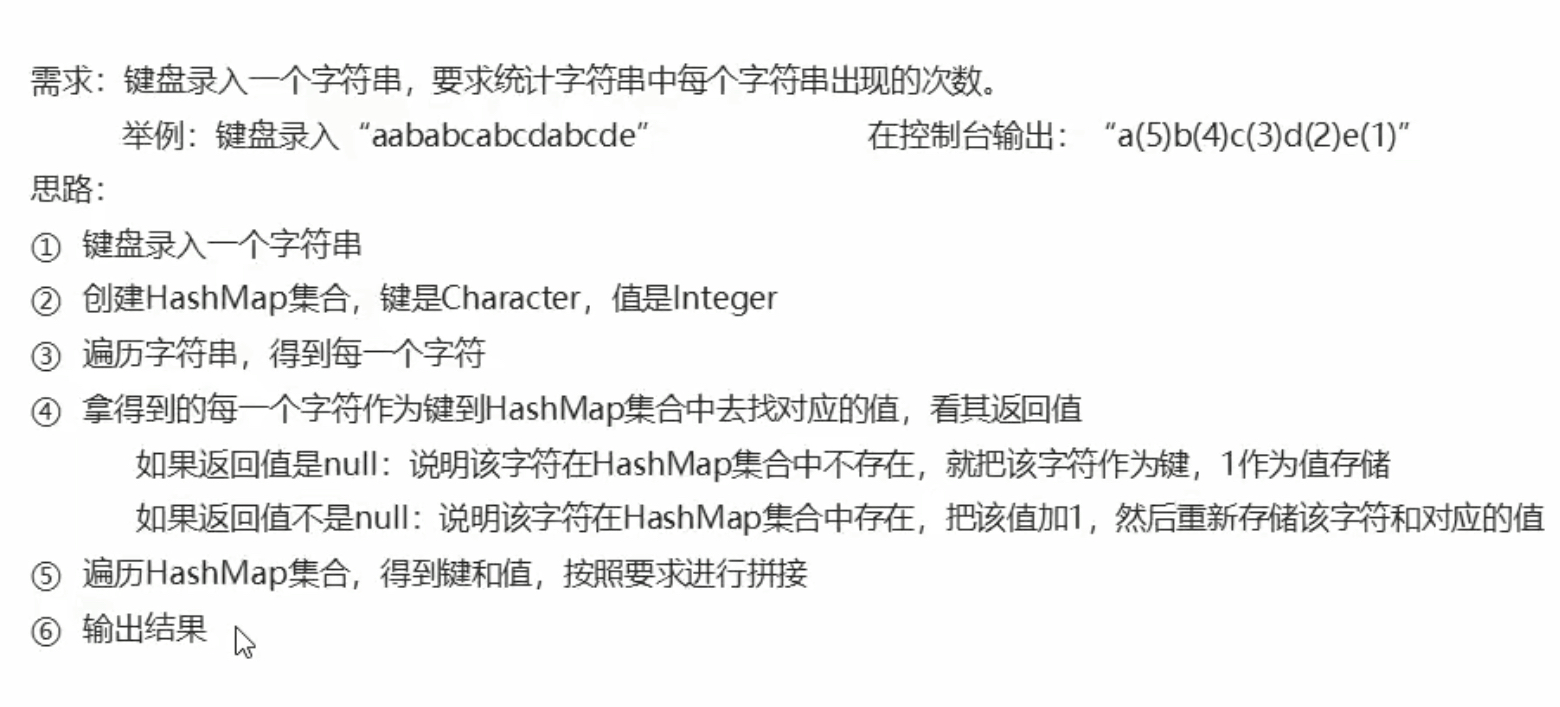 需求：键盘录入一个字符串，要求统计字符串中每个字符串出现的次数。
举例：键盘录入“aababcabcdabcde” 在控制台输出：“a(5)b(4)c(3)d(2)e(1)”
思路：
① 键盘录入一个字符串
② 创建HashMap集合，键是Character，值是Integer
③ 遍历字符串，得到每一个字符
④ 拿得到的每一个字符作为键到HashMap集合中去找对应的值，看其返回值
如果返回值是null：说明该字符在HashMap集合中不存在，就把该字符作为键，1作为值存储
如果返回值不是null：说明该字符在HashMap集合中存在，把该值加1，然后重新存储该字符和对应的值
⑤ 遍历HashMap集合，得到键和值，按照要求进行拼接
⑥ 输出结果